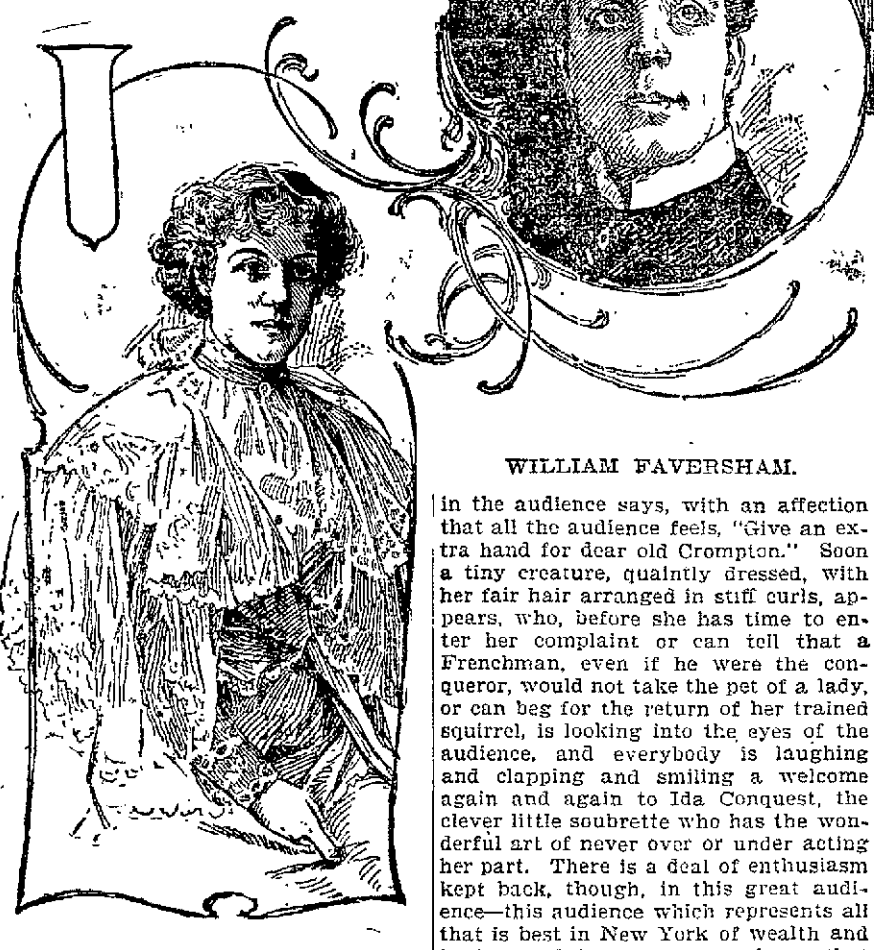 WILLIAM FAVERSHAM.
in the audience says, with an affection
that all the audience feels, "Give an ex-
tra hand for dear old Crompton." Soon
a tiny creature, quaintly dressed, with
her fair hair arranged in stiff curls, ap-
pears, who, before she has time to en-
ter her complaint or can tell that a
Frenchman, even if he were the con-
queror, would not take the pet of a lady,
or can beg for the return of her trained
squirrel, is looking into the eyes of the
audience, and everybody is laughing
and clapping and smiling a welcome
again and again to Ida Conquest, the
clever little soubrette who has the won-
derful art of never over or under acting
her part. There is a deal of enthusiasm
kept back, though, in this great audi-
ence—this audience which represents all
that is best in New York of wealth and